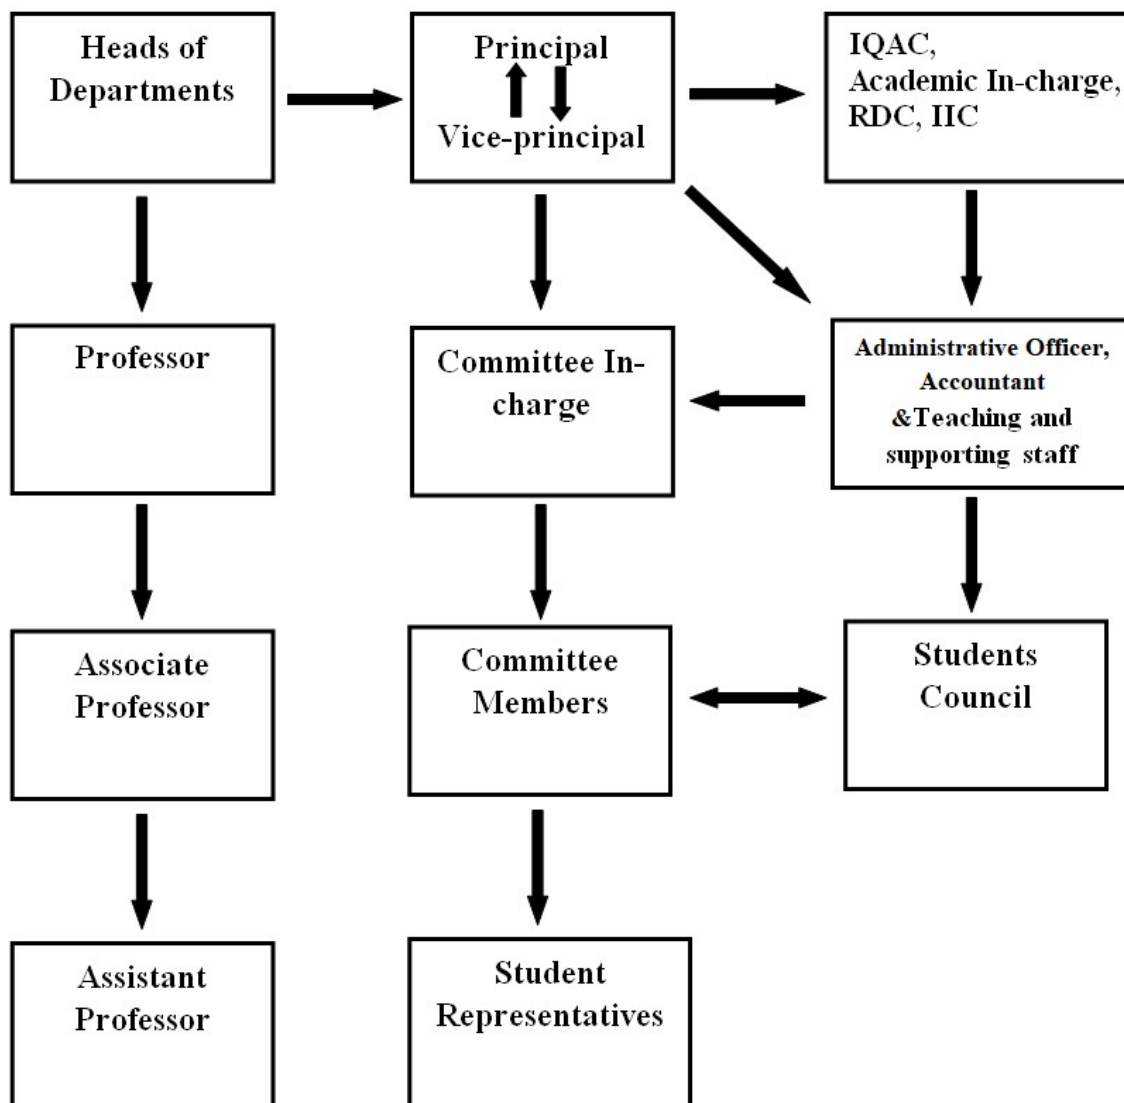 Heads of
Departments
Principal
Vice-principal
IQAC,
Academic In-charge,
RDC, IIC
Professor
Committee In-
charge
Administrative Officer,
Accountant
&Teaching and
supporting staff
Associate
Professor
Committee
Members
Students
Council
Assistant
Professor
Student
Representatives